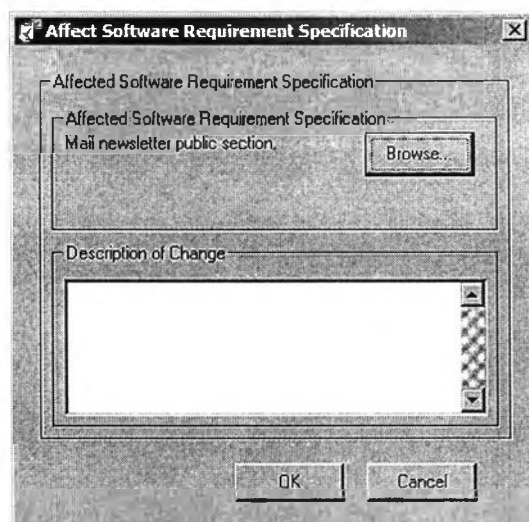 Affect Software Requirement Specification
Affected Software Requirement Specification
Affected Software Requirement Specification
Mail newsletter public section.
Browse...
Description of Change
OK
Cancel